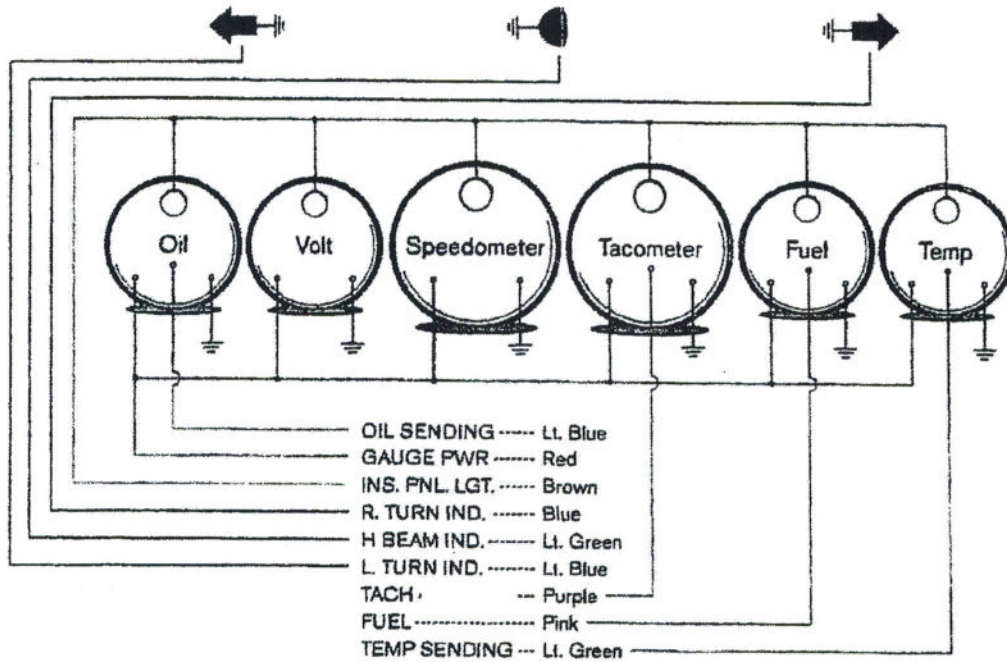 Oil
Volt
Speedometer
Tacometer
Fuel
Temp
OIL SENDING ----- Lt. Blue
GAUGE PWR ------ Red
INS. PNL. LGT. ----- Brown
R. TURN IND. ------ Blue
H BEAM IND. ------ Lt. Green
L. TURN IND. ------ Lt. Blue
TACH --- Purple
FUEL ---------------- Pink
TEMP SENDING --- Lt. Green